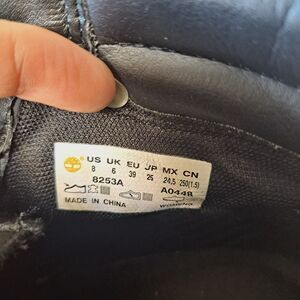 US UK EU JP MX CN
8 6 39 25 24,5 250(1.5)
8253A A044R
MADE IN CHINA